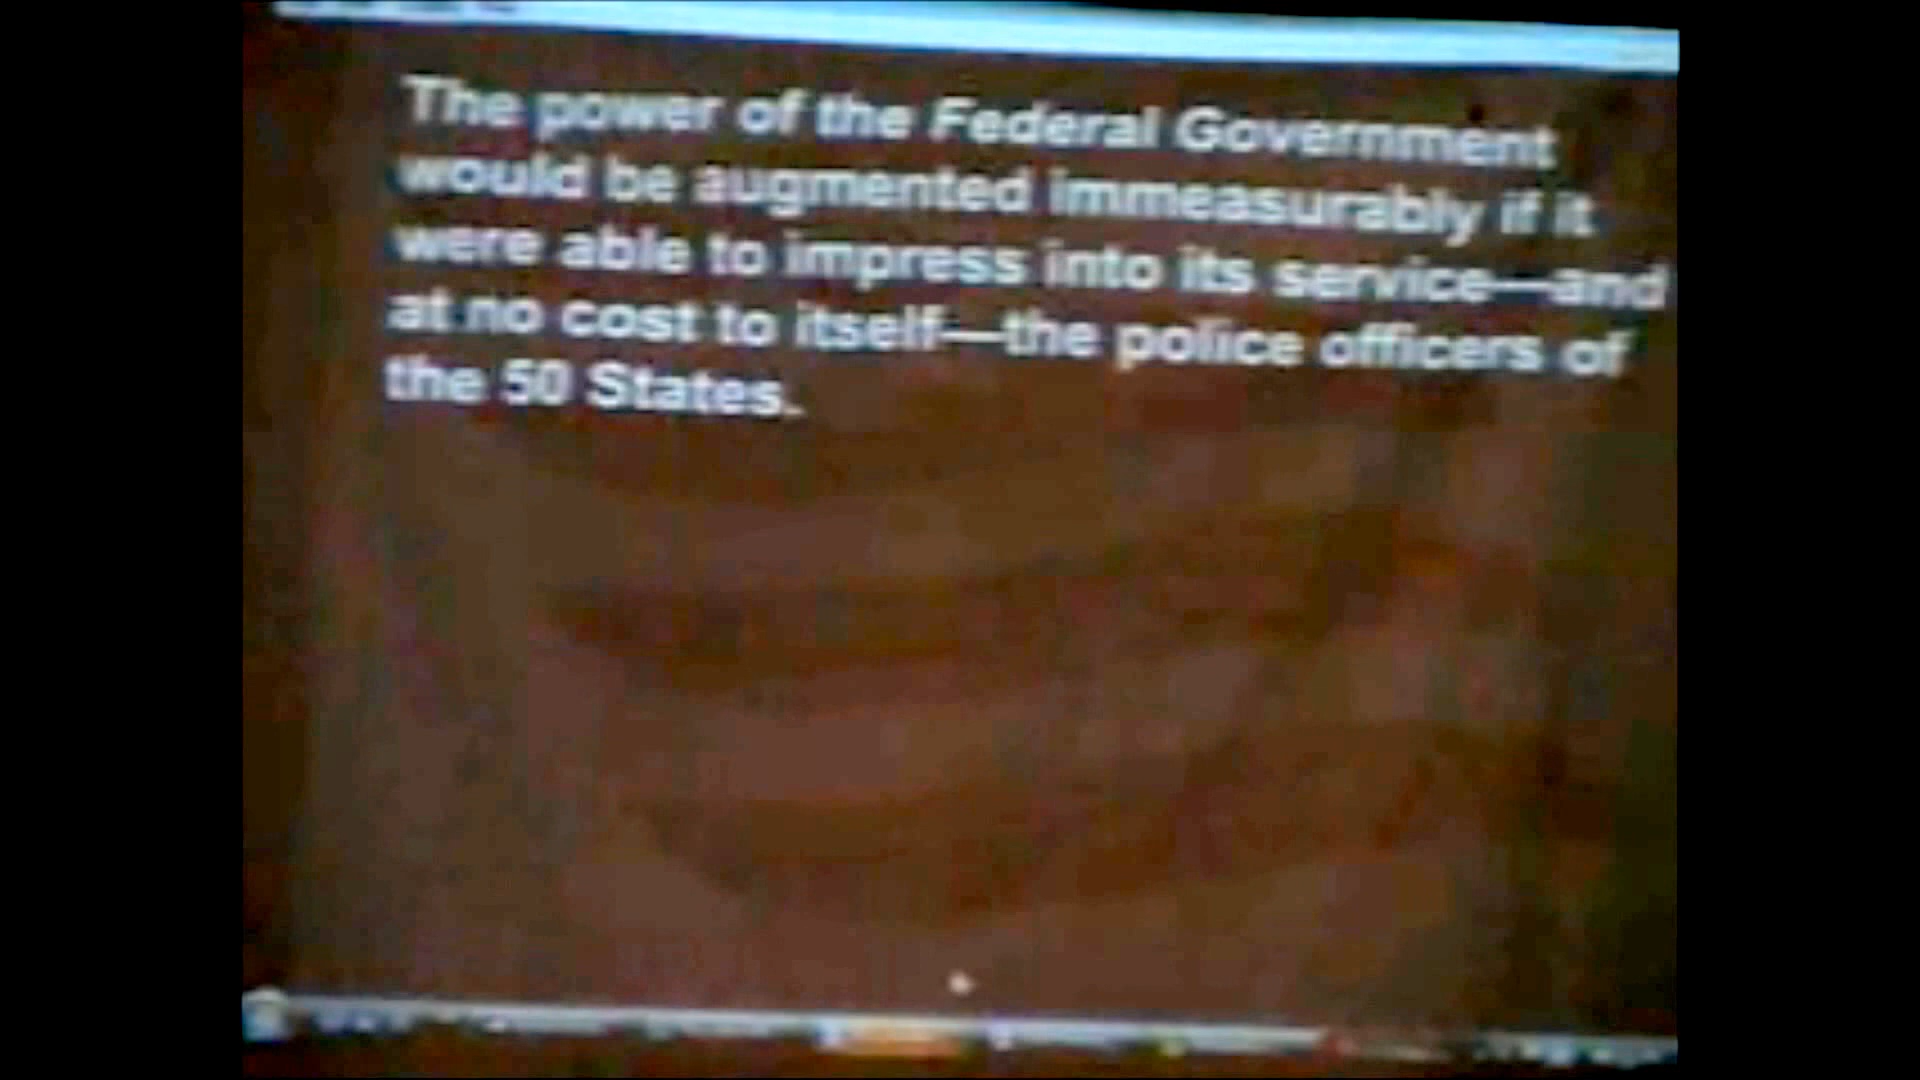 The power of the Federal Government
would be augmented immeasurably if it
were able to impress into its service—and
at no cost to itself—the police officers of
the 50 States.